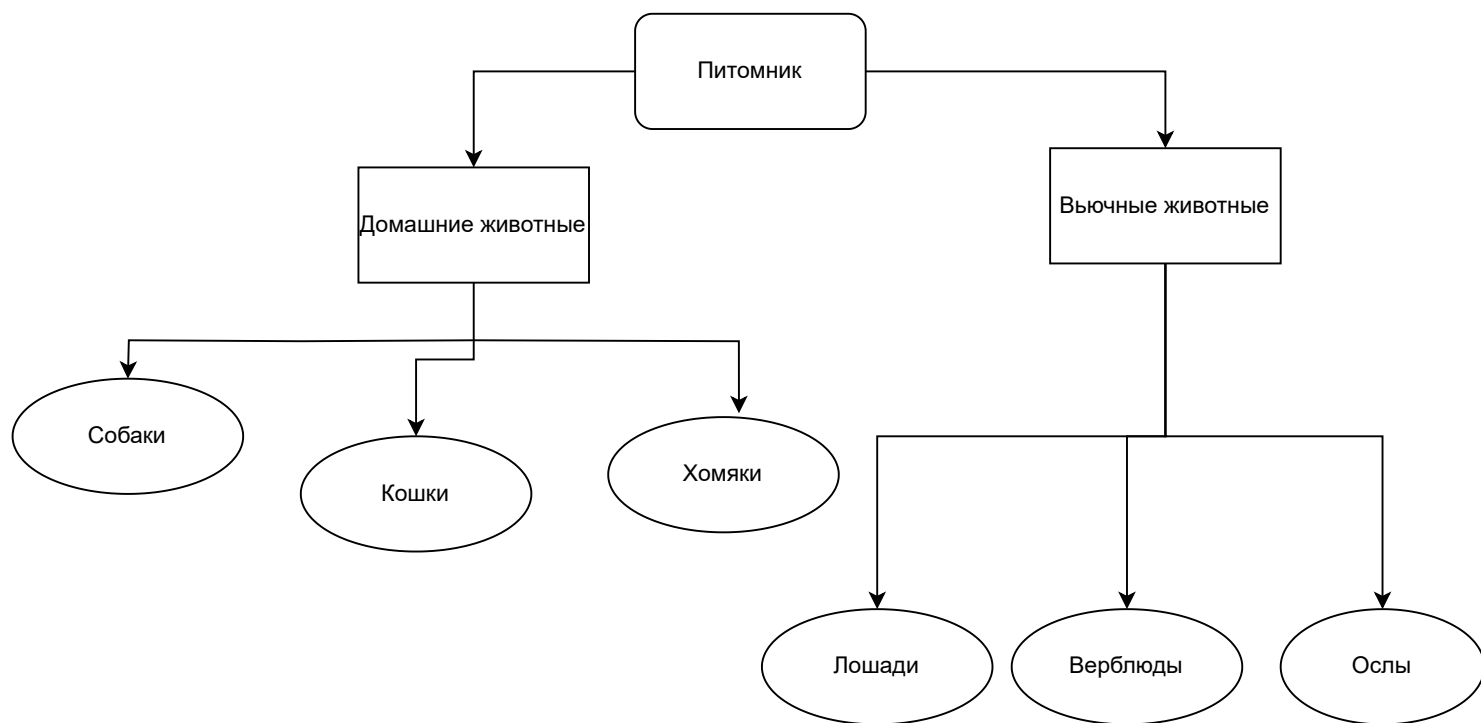 Питомник
Домашние животные
Вьючные животные
Собаки
Кошки
Хомяки
Лошади
Верблюды
Ослы